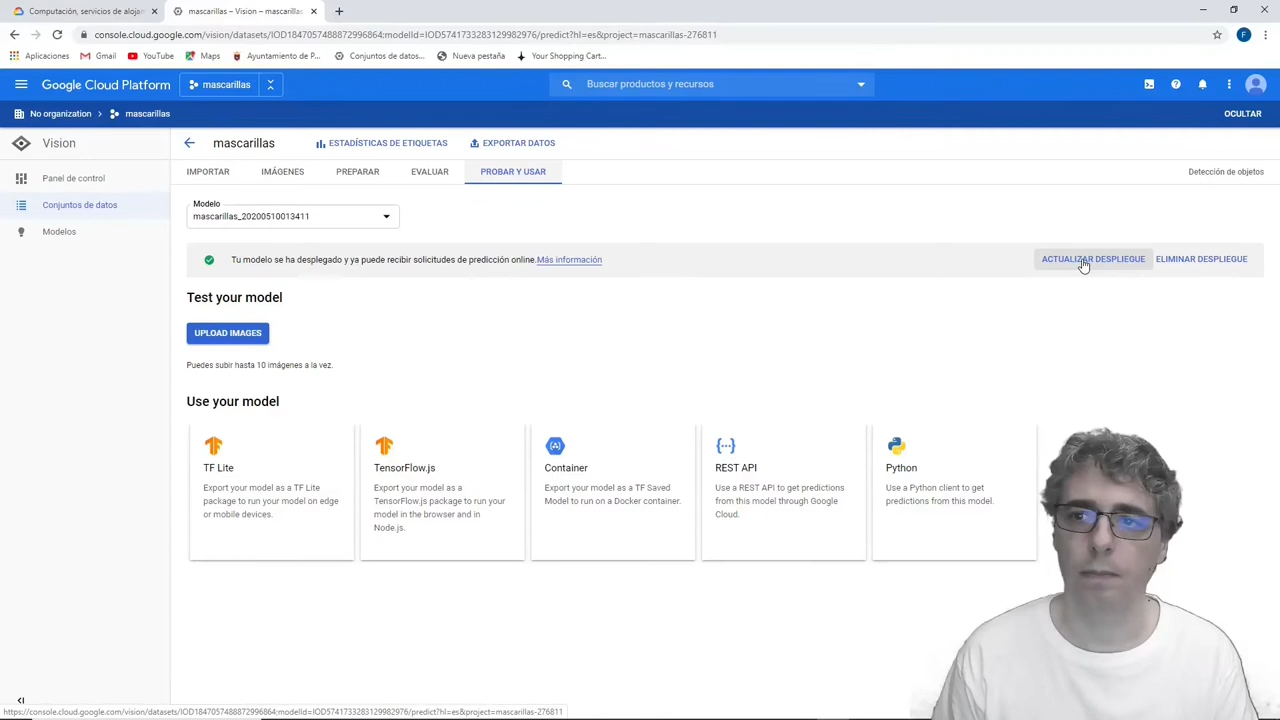 Computación, servicios de alojam
mascarillas – Vision – mascarillas
console.cloud.google.com/vision/datasets/IOD1847057488872996864;modelId=IOD5741733283129982976/predict?hl=es&project=mascarillas-276811
Aplicaciones
Gmail
YouTube
Maps
Ayuntamiento de P...
Conjuntos de datos...
Nueva pestaña
Your Shopping Cart...
Google Cloud Platform
mascarillas
Buscar productos y recursos
No organization
mascarillas
OCULTAR
Vision
mascarillas
ESTADÍSTICAS DE ETIQUETAS
EXPORTAR DATOS
Panel de control
Conjuntos de datos
Modelos
IMPORTAR
IMÁGENES
PREPARAR
EVALUAR
PROBAR Y USAR
Detección de objetos
Modelo
mascarillas_20200510013411
Tu modelo se ha desplegado y ya puede recibir solicitudes de predicción online. Más información
ACTUALIZAR DESPLIEGUE
ELIMINAR DESPLIEGUE
Test your model
UPLOAD IMAGES
Puedes subir hasta 10 imágenes a la vez.
Use your model
TF Lite
Export your model as a TF Lite
package to run your model on edge
or mobile devices.
TensorFlow.js
Export your model as a
TensorFlow.js package to run your
model in the browser and in
Node.js.
Container
Export your model as a TF Saved
Model to run on a Docker container.
REST API
Use a REST API to get predictions
from this model through Google
Cloud.
Python
Use a Python client to get
predictions from this model.
https://console.cloud.google.com/vision/datasets/IOD1847057488872996864;modelId=IOD5741733283129982976/predict?hl=es&project=mascarillas-276811